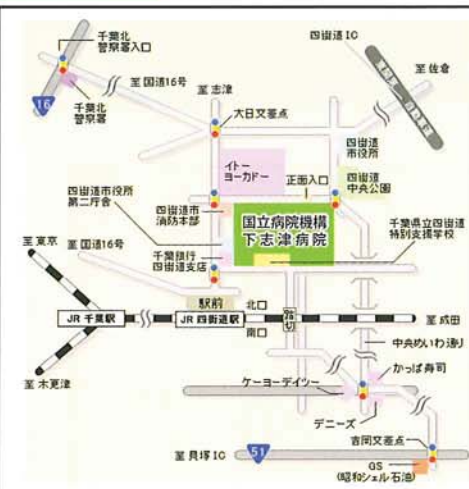 千葉北
警察署入口
四街道IC
至 佐倉
至 国道16号
至 志津
16
千葉北
警察署
大日交差点
四街道
市役所
イトー
ヨーカドー
正面入口
四街道
中央公園
四街道市役所
第二庁舎
四街道市
消防本部
国立病院機構
下志津病院
千葉県立四街道
特別支援学校
至 東京
至 国道16号
千葉銀行
四街道支店
駅前
北口
踏切
JR 千葉駅
JR 四街道駅
至 成田
南口
中央めいわ通り
至 木更津
かっぱ寿司
ケーヨーデイツー
デニーズ
吉岡交差点
至 貝塚IC
51
GS
(昭和シェル石油)